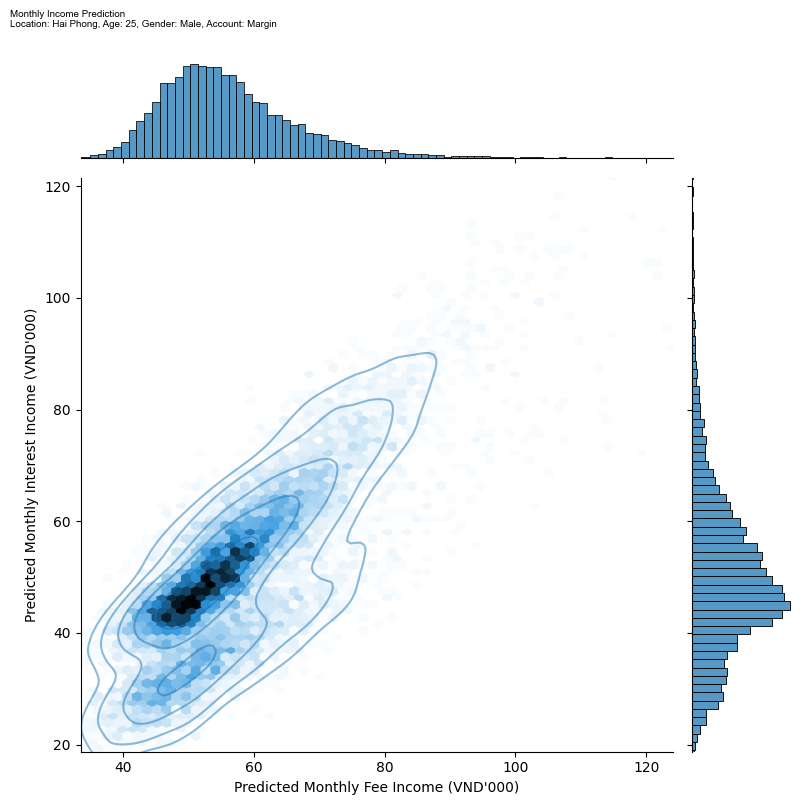 Monthly Income Prediction
Location: Hai Phong, Age: 25, Gender: Male, Account: Margin
120
100
80
60
40
20
Predicted Monthly Interest Income (VND'000)
40
60
80
100
120
Predicted Monthly Fee Income (VND'000)